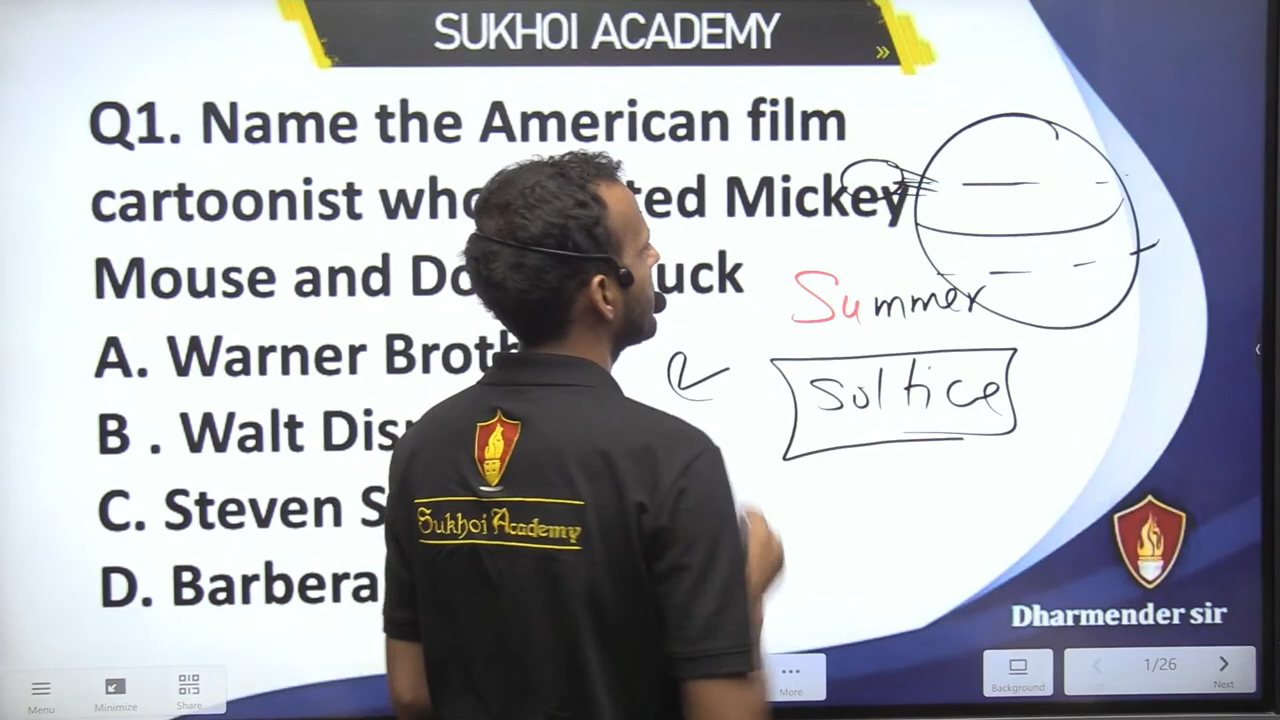 SUKHOI ACADEMY
Q1. Name the American film
cartoonist who ted Mickey
Mouse and Do uck
A. Warner Broth
B . Walt Dis
C. Steven S
D. Barbera
Summer
Soltice
Sukhoi Academy
Dharmender sir
Menu
Minimize
Share
More
Background
1/26
Next